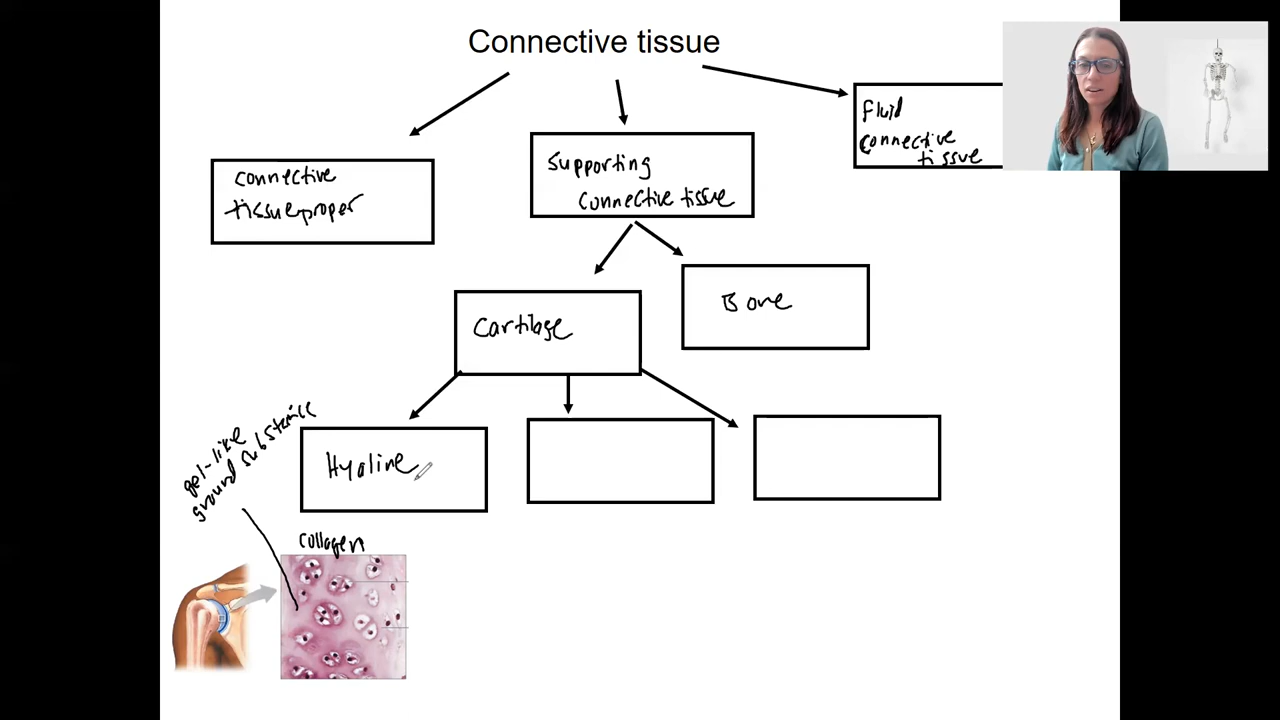 Connective tissue
fluid
connective
tissue
connective
tissue proper
supporting
connective tissue
Bone
Cartilage
gel-like
ground substance
Hyaline
collagen